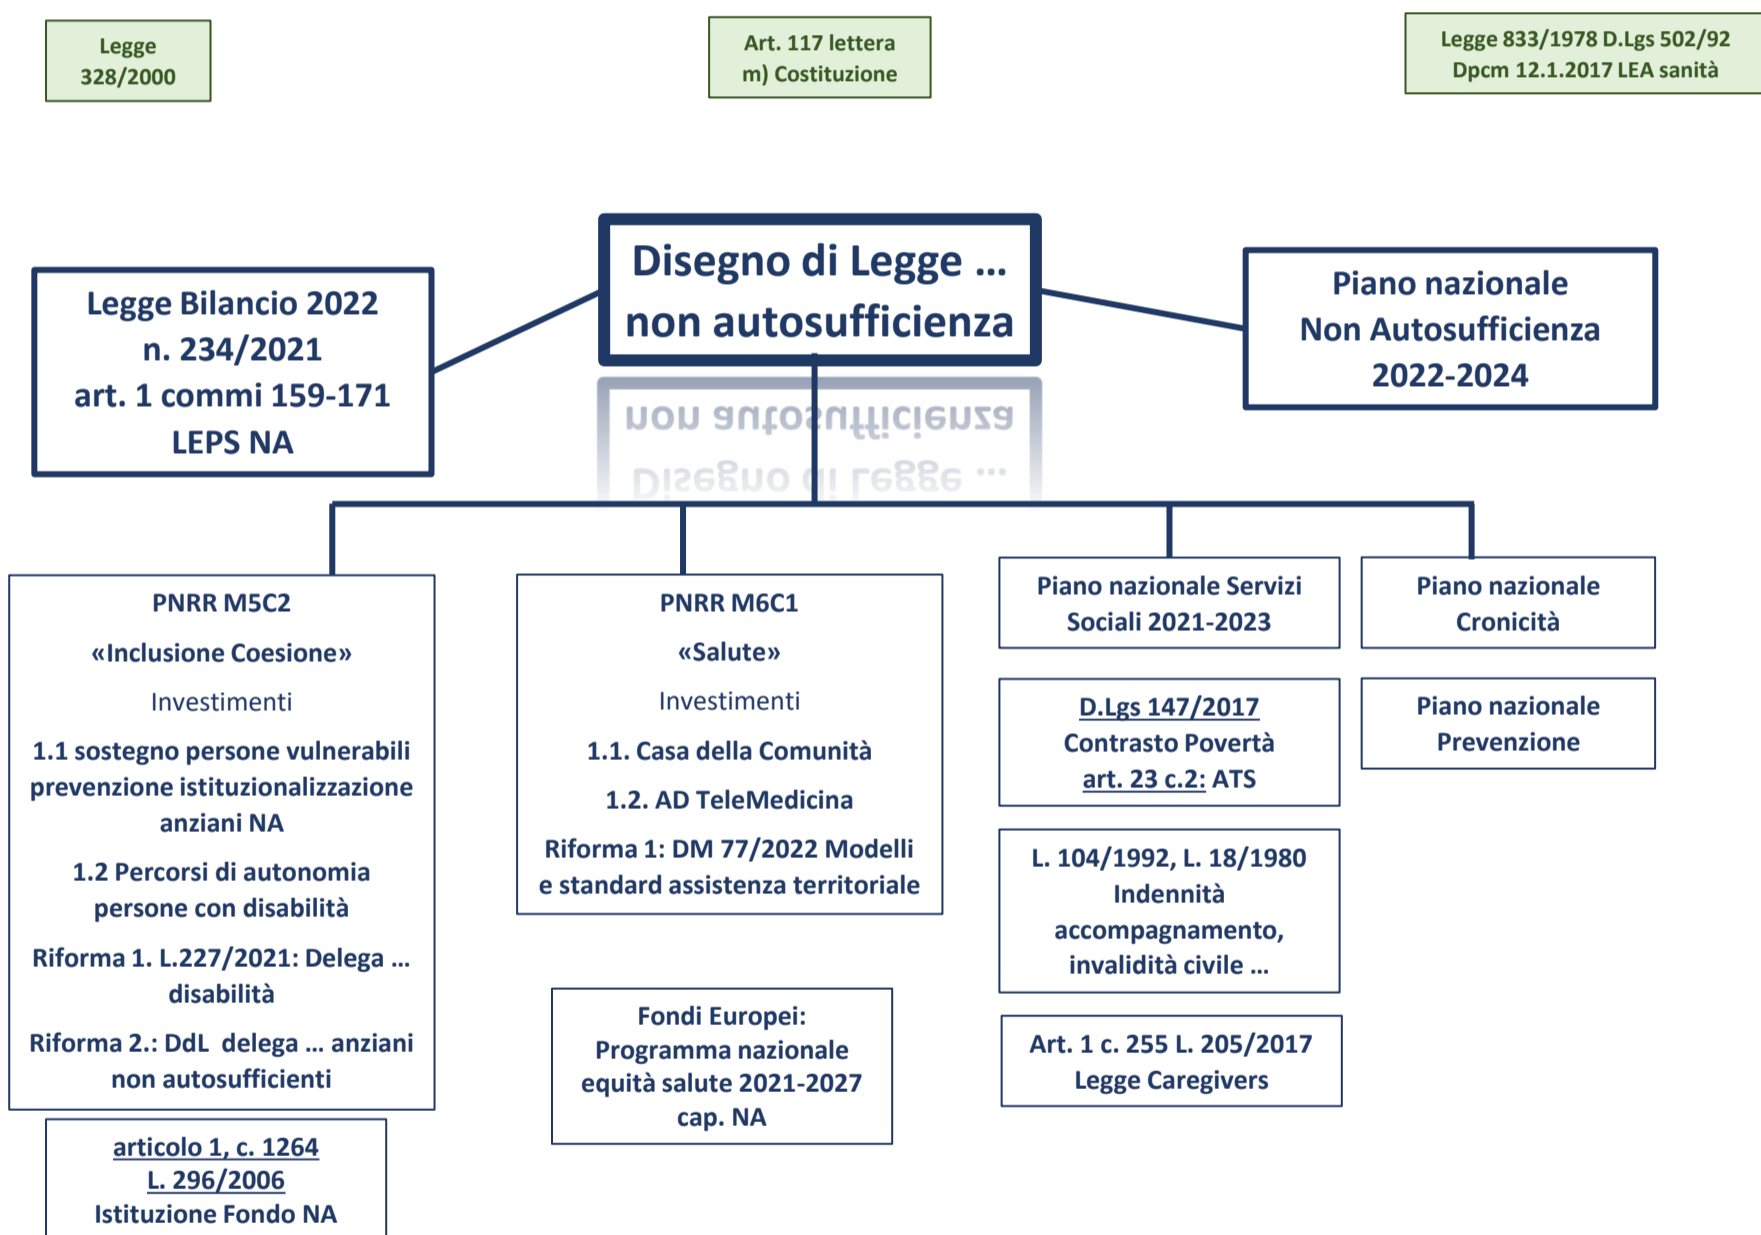 Legge
328/2000
Art. 117 lettera
m) Costituzione
Legge 833/1978 D.Lgs 502/92
Dpcm 12.1.2017 LEA sanità
Legge Bilancio 2022
n. 234/2021
art. 1 commi 159-171
LEPS NA
Disegno di Legge ...
non autosufficienza
Piano nazionale
Non Autosufficienza
2022-2024
non autosufficienza
Disegno di Legge ...
PNRR M5C2
«Inclusione Coesione»
Investimenti
1.1 sostegno persone vulnerabili
prevenzione istituzionalizzazione
anziani NA
1.2 Percorsi di autonomia
persone con disabilità
Riforma 1. L.227/2021: Delega ...
disabilità
Riforma 2.: DdL  delega ... anziani
non autosufficienti
articolo 1, c. 1264
L. 296/2006
Istituzione Fondo NA
PNRR M6C1
«Salute»
Investimenti
1.1. Casa della Comunità
1.2. AD TeleMedicina
Riforma 1: DM 77/2022 Modelli
e standard assistenza territoriale
Fondi Europei:
Programma nazionale
equità salute 2021-2027
cap. NA
Piano nazionale Servizi
Sociali 2021-2023
D.Lgs 147/2017
Contrasto Povertà
art. 23 c.2: ATS
L. 104/1992, L. 18/1980
Indennità
accompagnamento,
invalidità civile ...
Art. 1 c. 255 L. 205/2017
Legge Caregivers
Piano nazionale
Cronicità
Piano nazionale
Prevenzione